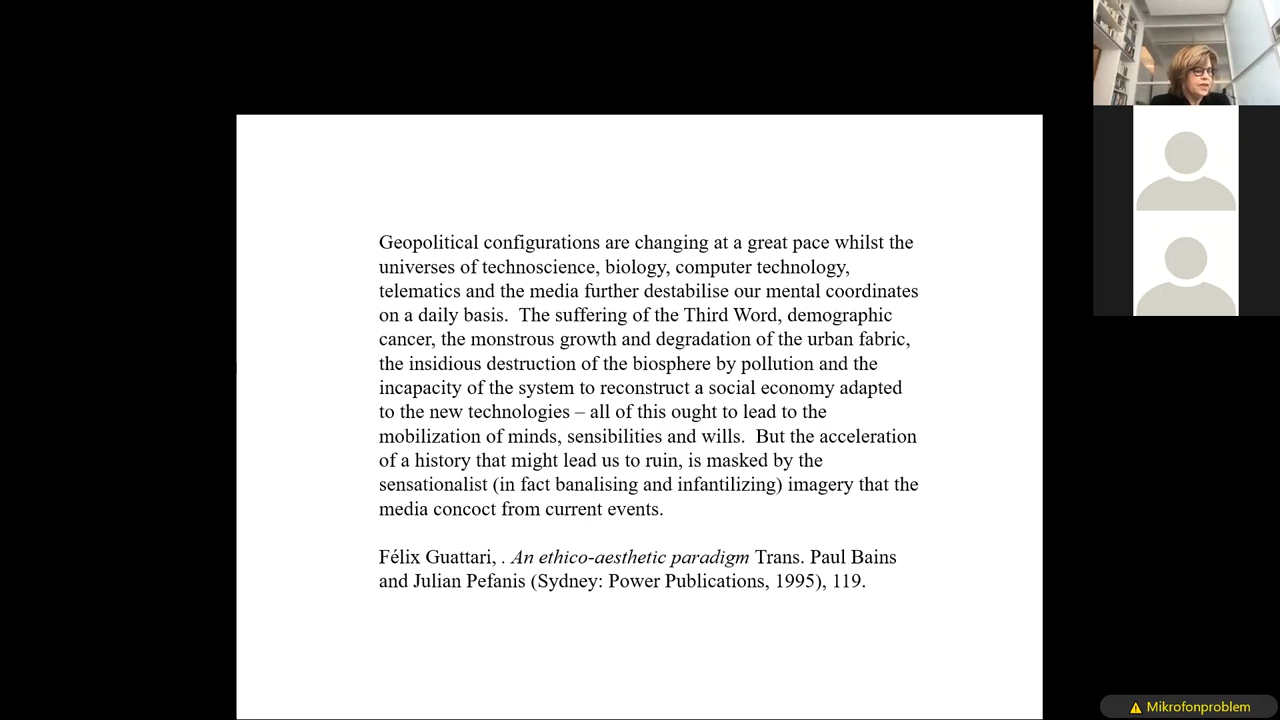 Geopolitical configurations are changing at a great pace whilst the
universes of technoscience, biology, computer technology,
telematics and the media further destabilise our mental coordinates
on a daily basis.  The suffering of the Third Word, demographic
cancer, the monstrous growth and degradation of the urban fabric,
the insidious destruction of the biosphere by pollution and the
incapacity of the system to reconstruct a social economy adapted
to the new technologies – all of this ought to lead to the
mobilization of minds, sensibilities and wills.  But the acceleration
of a history that might lead us to ruin, is masked by the
sensationalist (in fact banalising and infantilizing) imagery that the
media concoct from current events.
Félix Guattari, . An ethico-aesthetic paradigm Trans. Paul Bains
and Julian Pefanis (Sydney: Power Publications, 1995), 119.
Mikrofonproblem